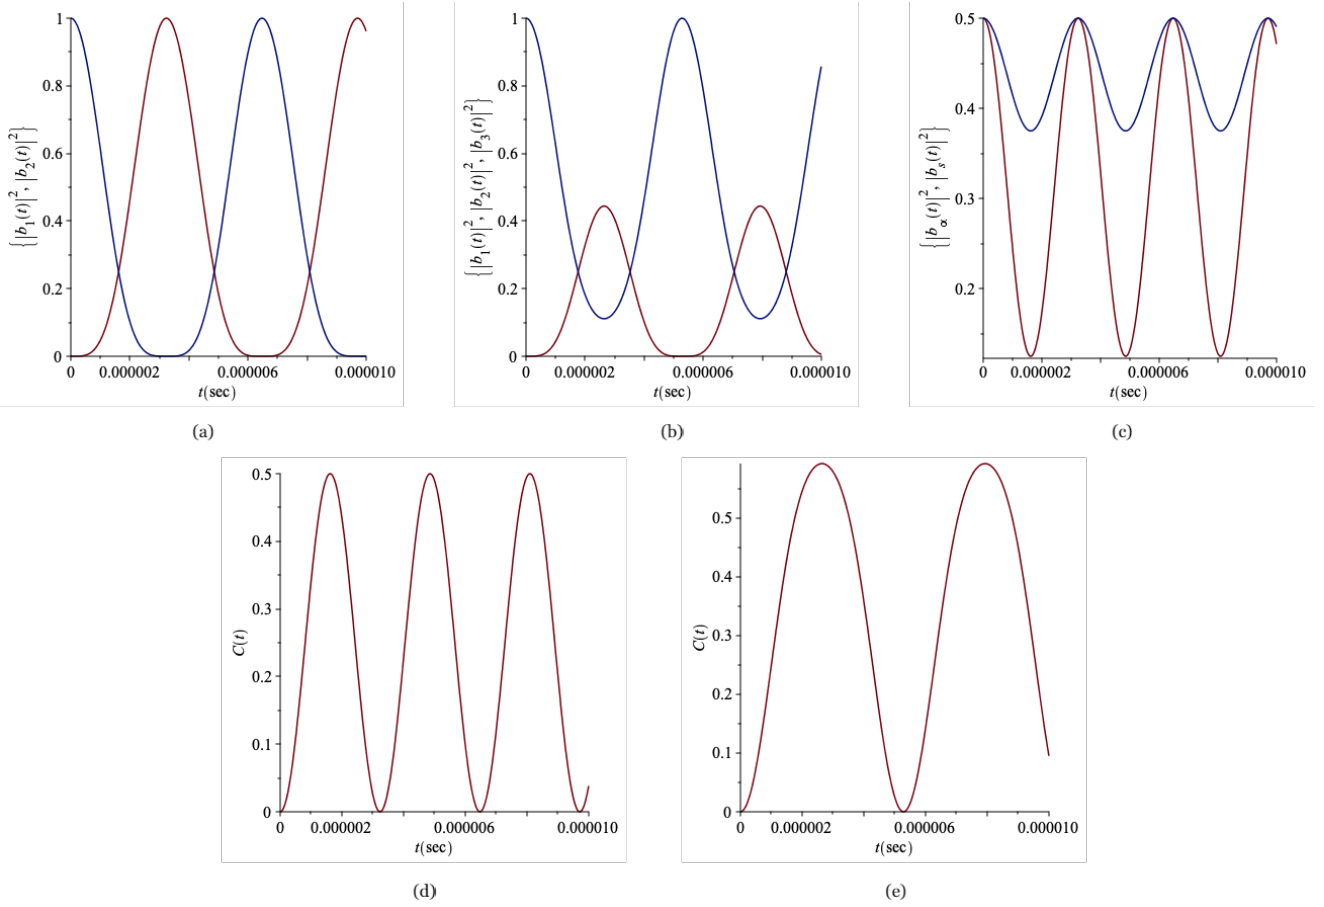 1
0.8
0.6
0.4
0.2
0
{|b₁(t)|², |b₂(t)|²}
0 0.000002 0.000006 0.000010
t(sec)
(a)
1
0.8
0.6
0.4
0.2
0
{|b₁(t)|², |b₂(t)|², |b₃(t)|²}
0 0.000002 0.000006 0.000010
t(sec)
(b)
0.5
0.4
0.3
0.2
{|b_α(t)|², |b_s(t)|²}
0 0.000002 0.000006 0.000010
t(sec)
(c)
0.5
0.4
0.3
0.2
0.1
0
C(t)
0 0.000002 0.000006 0.000010
t(sec)
(d)
0.5
0.4
0.3
0.2
0.1
0
C(t)
0 0.000002 0.000006 0.000010
t(sec)
(e)